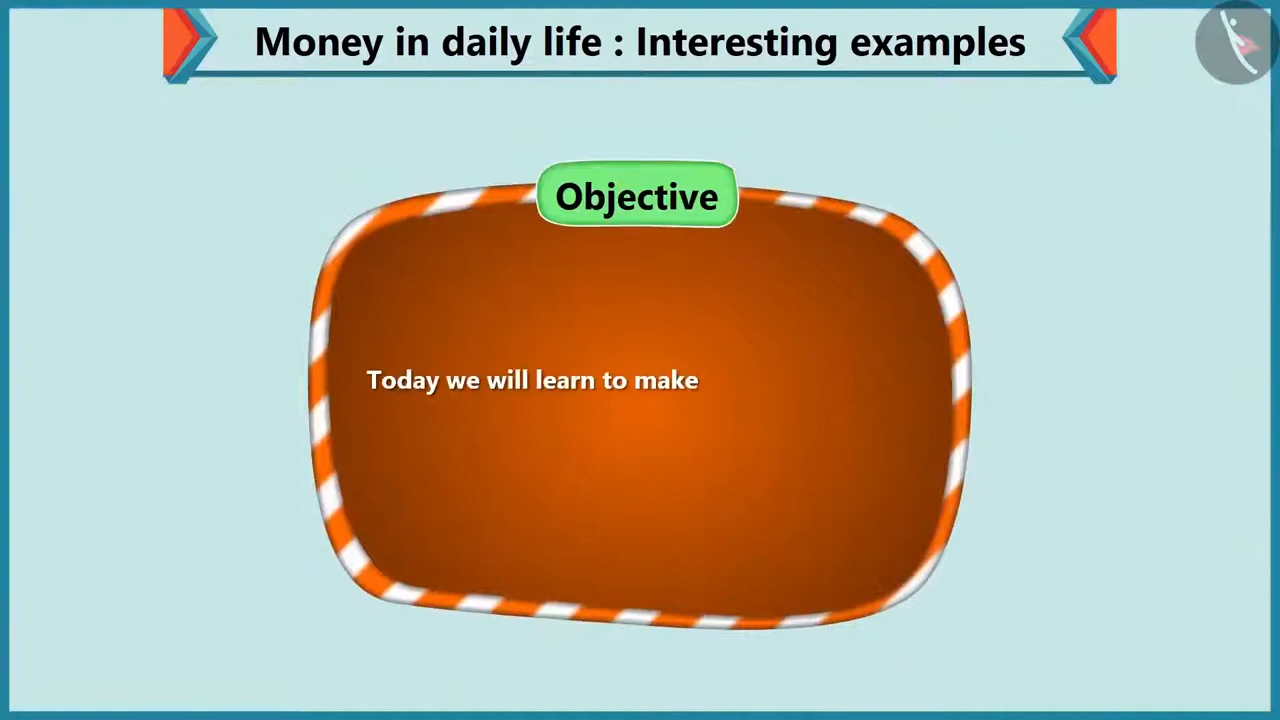 Money in daily life : Interesting examples
Objective
Today we will learn to make